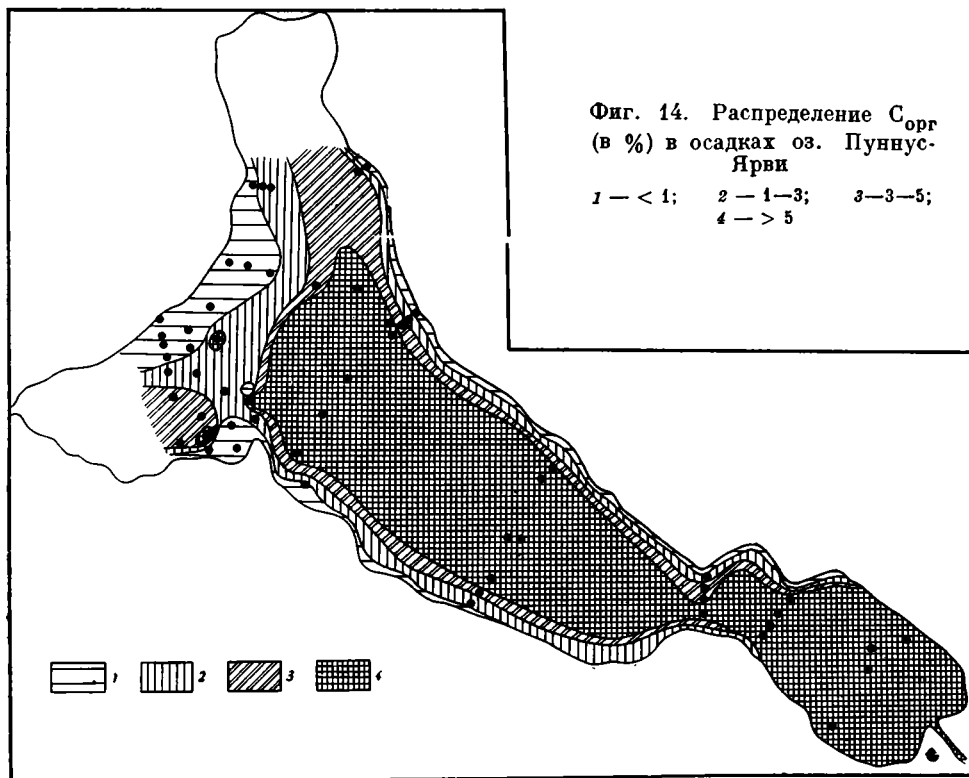 Фиг. 14. Распределение Cорг
(в %) в осадках оз. Пуннус-
Ярви
1 — < 1; 2 — 1—3; 3—3—5;
4 — > 5
1 2 3 4